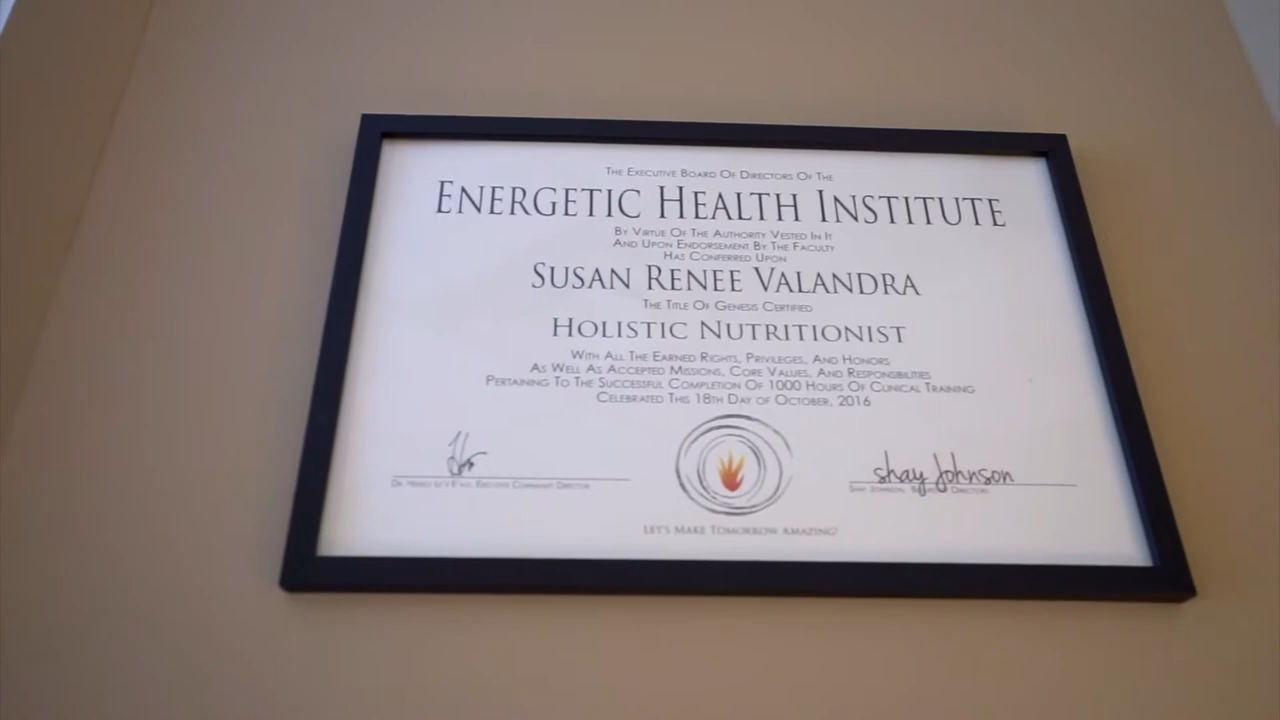 The Executive Board Of Directors Of The
Energetic Health Institute
By Virtue Of The Authority Vested In It
And Upon Endorsement By The Faculty
Has Conferred Upon
Susan Renee Valandra
The Title Of Genesis Certified
Holistic Nutritionist
With All The Earned Rights, Privileges, And Honors
As Well As Accepted Missions, Core Values, And Responsibilities
Pertaining To The Successful Completion Of 1000 Hours Of Clinical Training
Celebrated This 18th Day of October, 2016
shay Johnson
Shay Johnson, Directors
Let's Make Tomorrow Amazing!